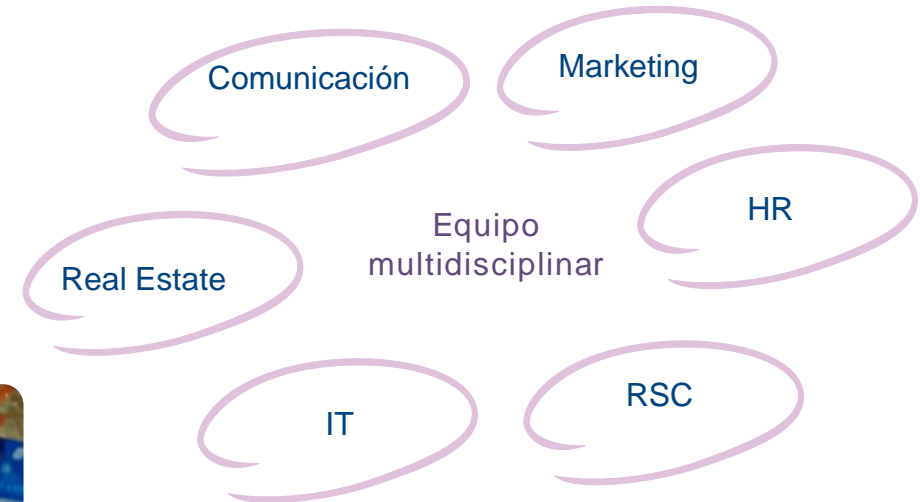 Comunicación
Marketing
HR
Equipo
multidisciplinar
Real Estate
RSC
IT